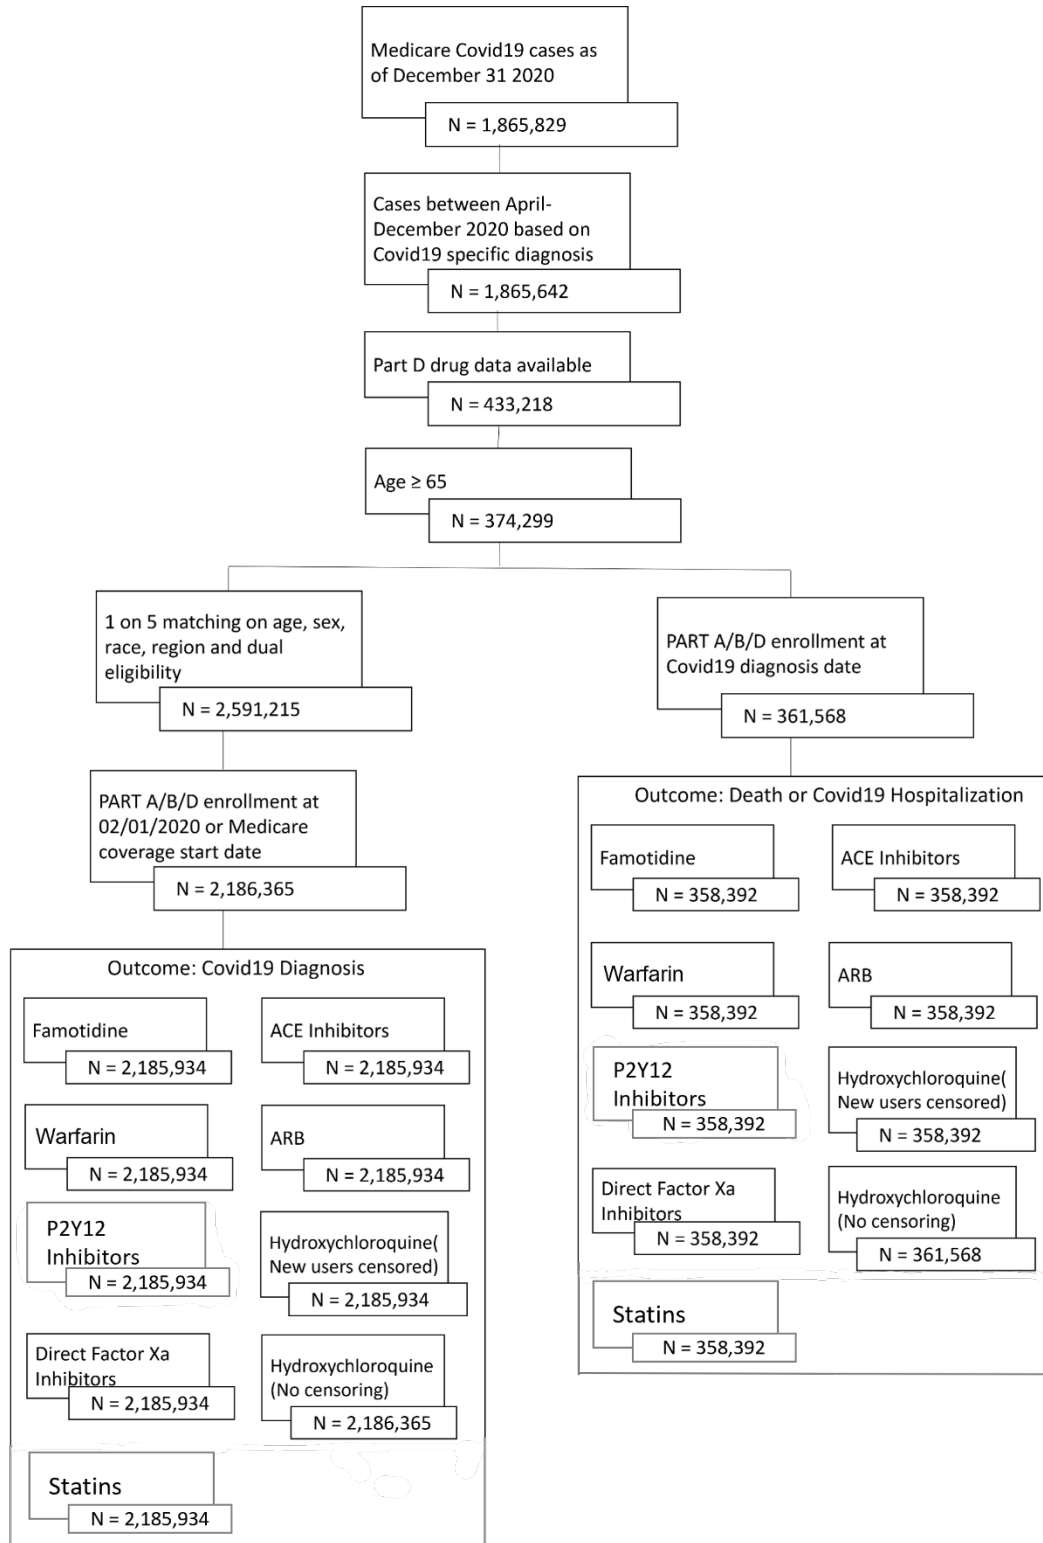 Medicare Covid19 cases as
of December 31 2020
N = 1,865,829
Cases between April-
December 2020 based on
Covid19 specific diagnosis
N = 1,865,642
Part D drug data available
N = 433,218
Age ≥ 65
N = 374,299
1 on 5 matching on age, sex,
race, region and dual
eligibility
N = 2,591,215
PART A/B/D enrollment at
02/01/2020 or Medicare
coverage start date
N = 2,186,365
Outcome: Covid19 Diagnosis
Famotidine
N = 2,185,934
ACE Inhibitors
N = 2,185,934
Warfarin
N = 2,185,934
ARB
N = 2,185,934
P2Y12
Inhibitors
N = 2,185,934
Hydroxychloroquine(
New users censored)
N = 2,185,934
Direct Factor Xa
Inhibitors
N = 2,185,934
Hydroxychloroquine
(No censoring)
N = 2,186,365
Statins
N = 2,185,934
PART A/B/D enrollment at
Covid19 diagnosis date
N = 361,568
Outcome: Death or Covid19 Hospitalization
Famotidine
N = 358,392
ACE Inhibitors
N = 358,392
Warfarin
N = 358,392
ARB
N = 358,392
P2Y12
Inhibitors
N = 358,392
Hydroxychloroquine(
New users censored)
N = 358,392
Direct Factor Xa
Inhibitors
N = 358,392
Hydroxychloroquine
(No censoring)
N = 361,568
Statins
N = 358,392